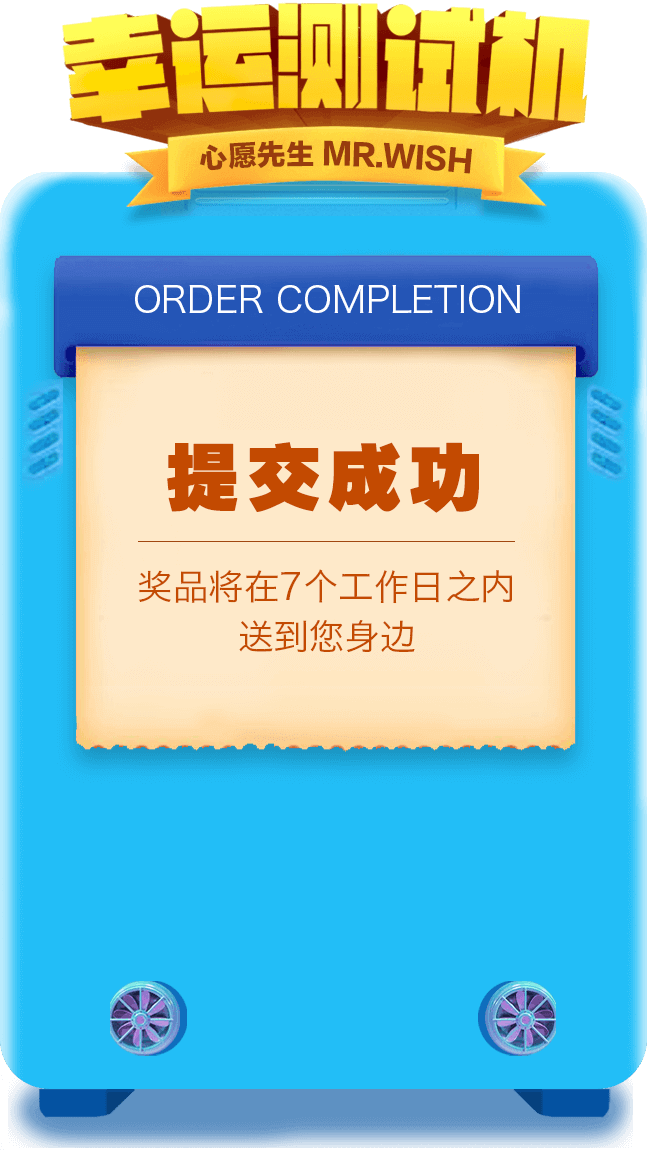 幸运测试机
心愿先生 MR.WISH
ORDER COMPLETION
提交成功
奖品将在7个工作日之内
送到您身边